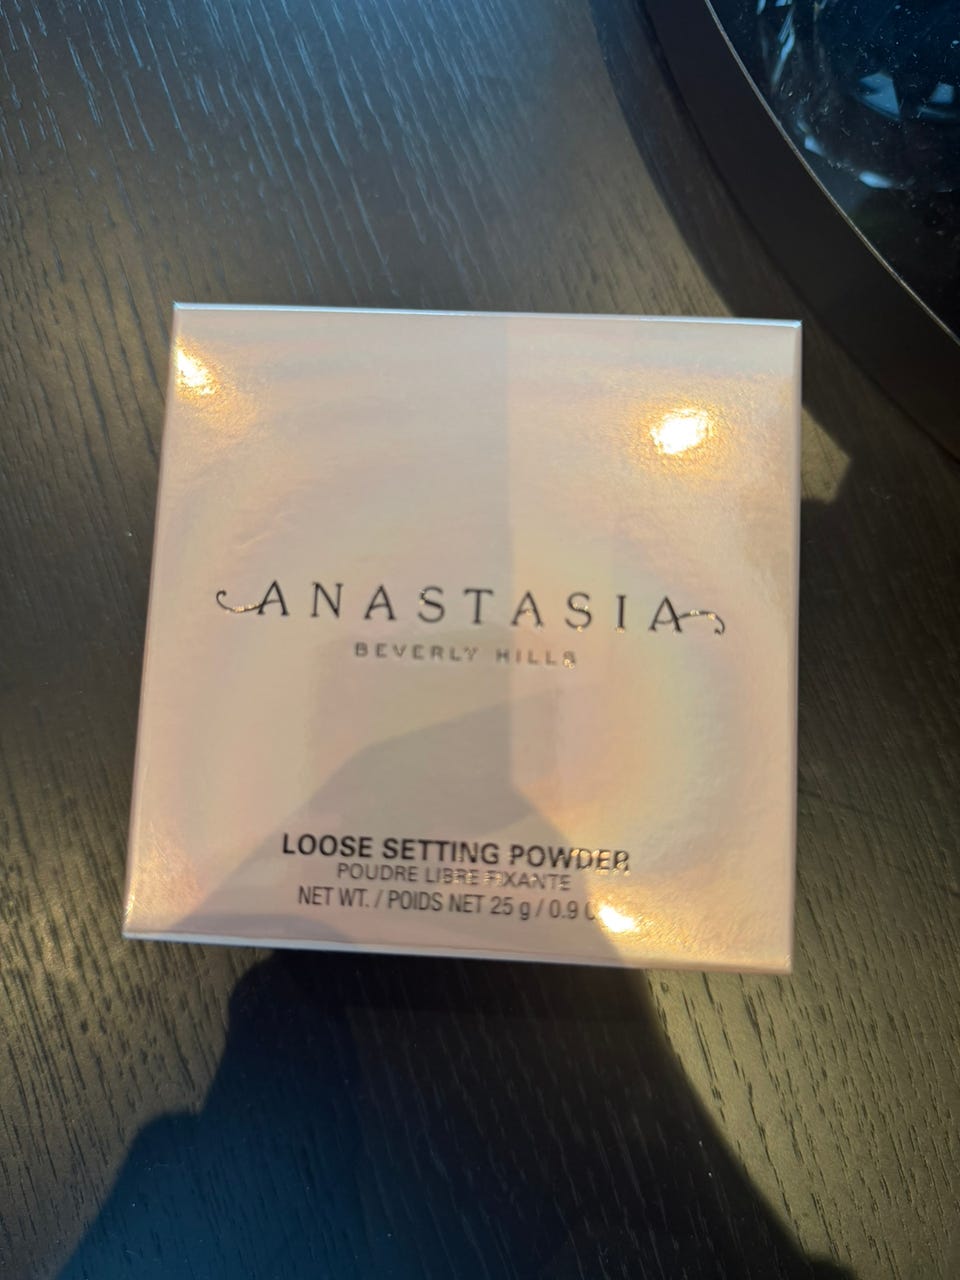 ANASTASIA
BEVERLY HILLS
LOOSE SETTING POWDER
POUDRE LIBRE FIXANTE
NET WT. / POIDS NET 25 g / 0.9